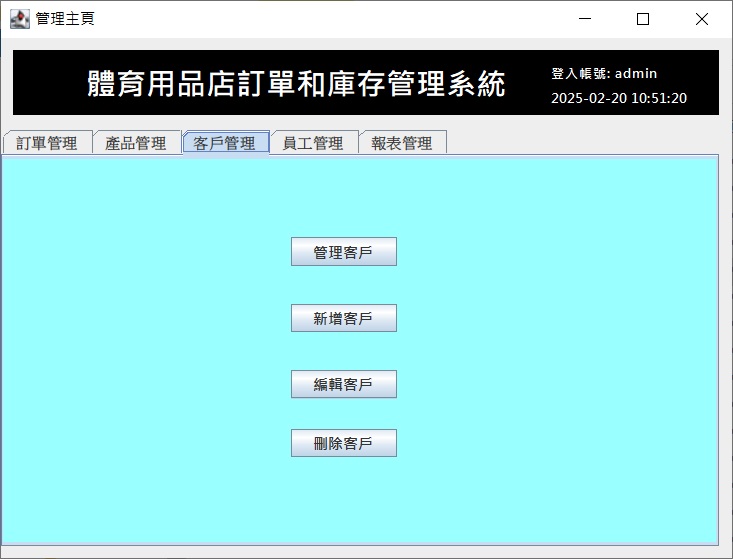 管理主頁
體育用品店訂單和庫存管理系統
登入帳號: admin
2025-02-20 10:51:20
訂單管理 產品管理 客戶管理 員工管理 報表管理
管理客戶
新增客戶
編輯客戶
刪除客戶